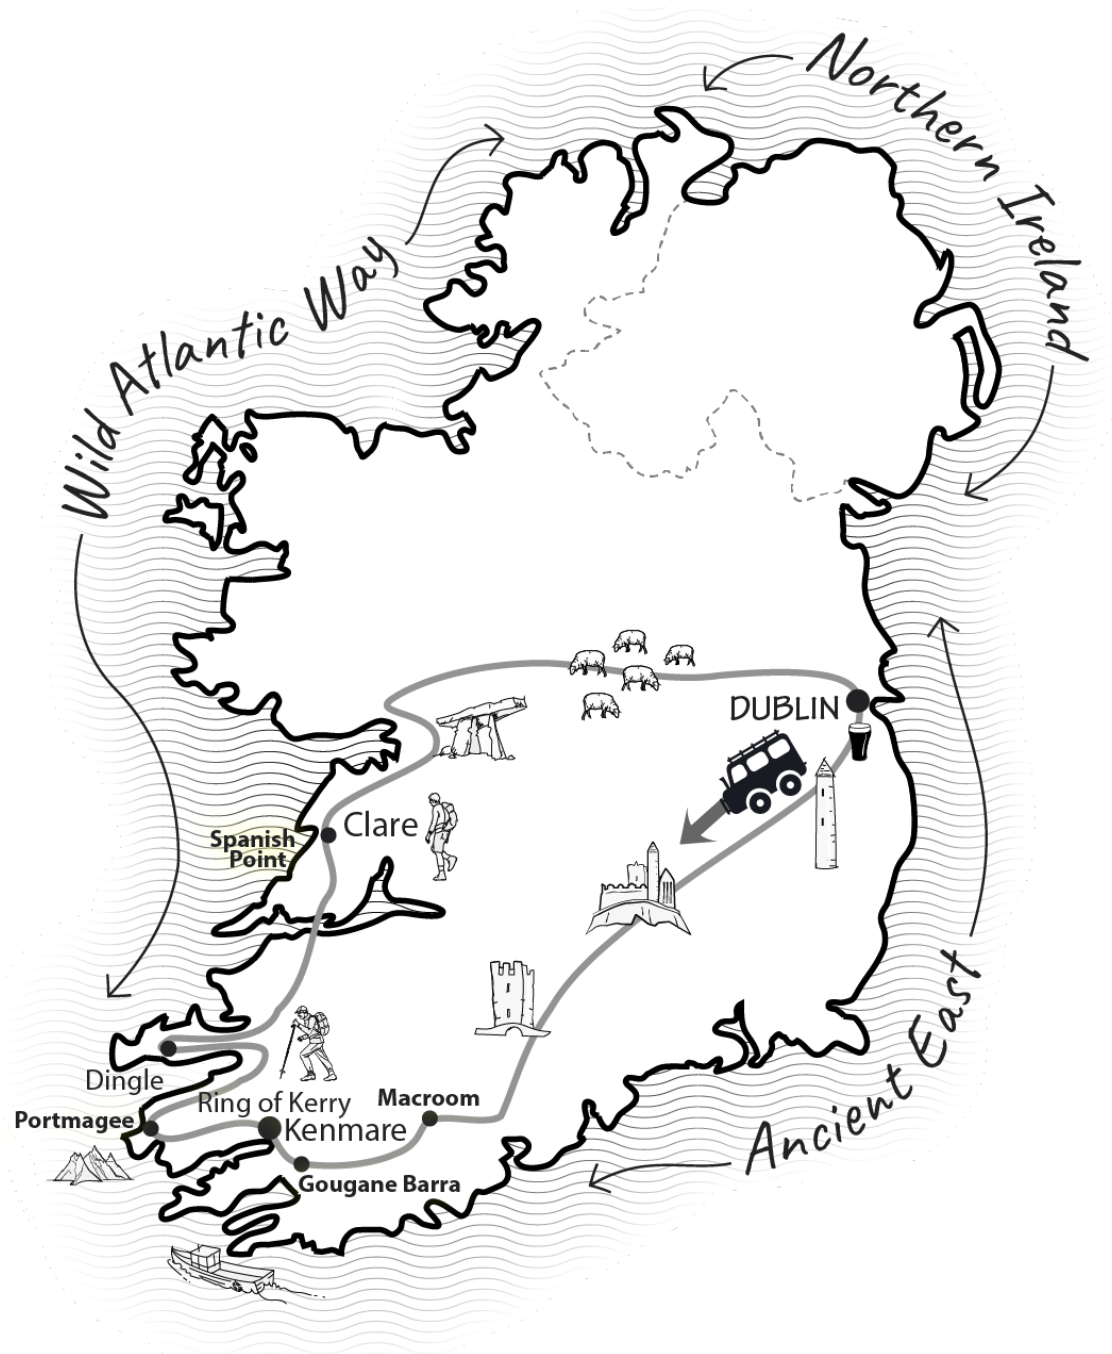 Northern Ireland
Wild Atlantic Way
DUBLIN
Clare
Spanish
Point
Dingle
Ring of Kerry
Macroom
Portmagee
Kenmare
Gougane Barra
Ancient East